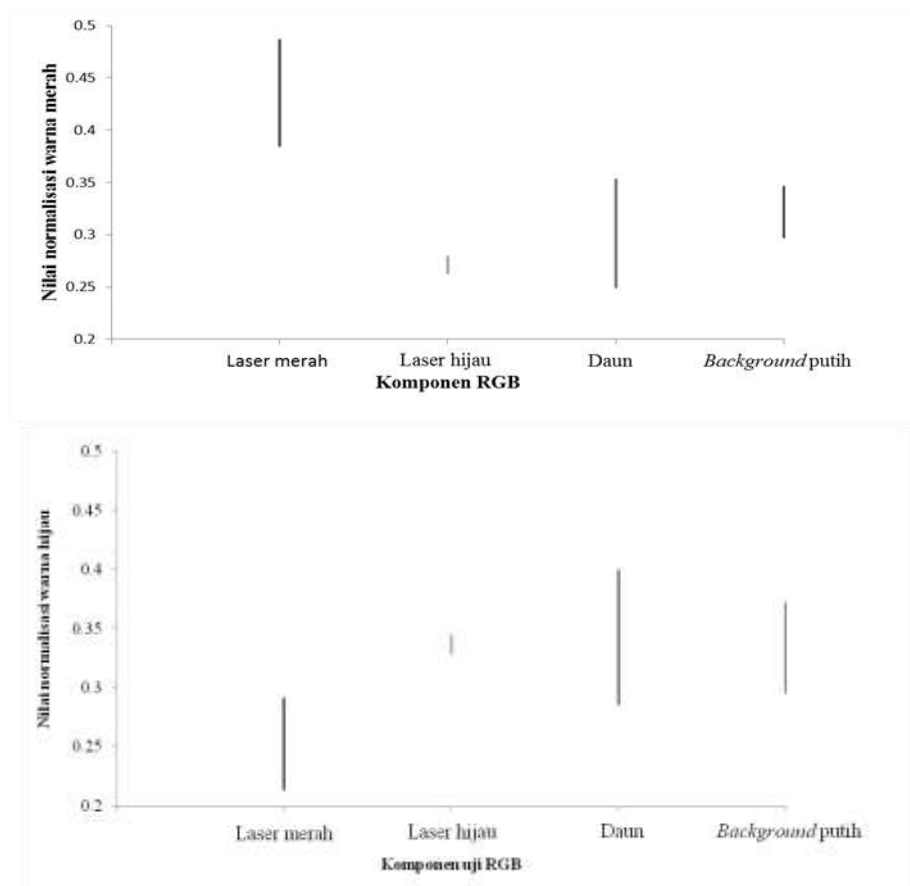 Nilai normalisasi warna merah
0.5
0.45
0.4
0.35
0.3
0.25
0.2
Laser merah
Laser hijau
Daun
Background putih
Komponen RGB
Nilai normalisasi warna hijau
0.5
0.45
0.4
0.35
0.3
0.25
0.2
Laser merah
Laser hijau
Daun
Background putih
Komponen uji RGB